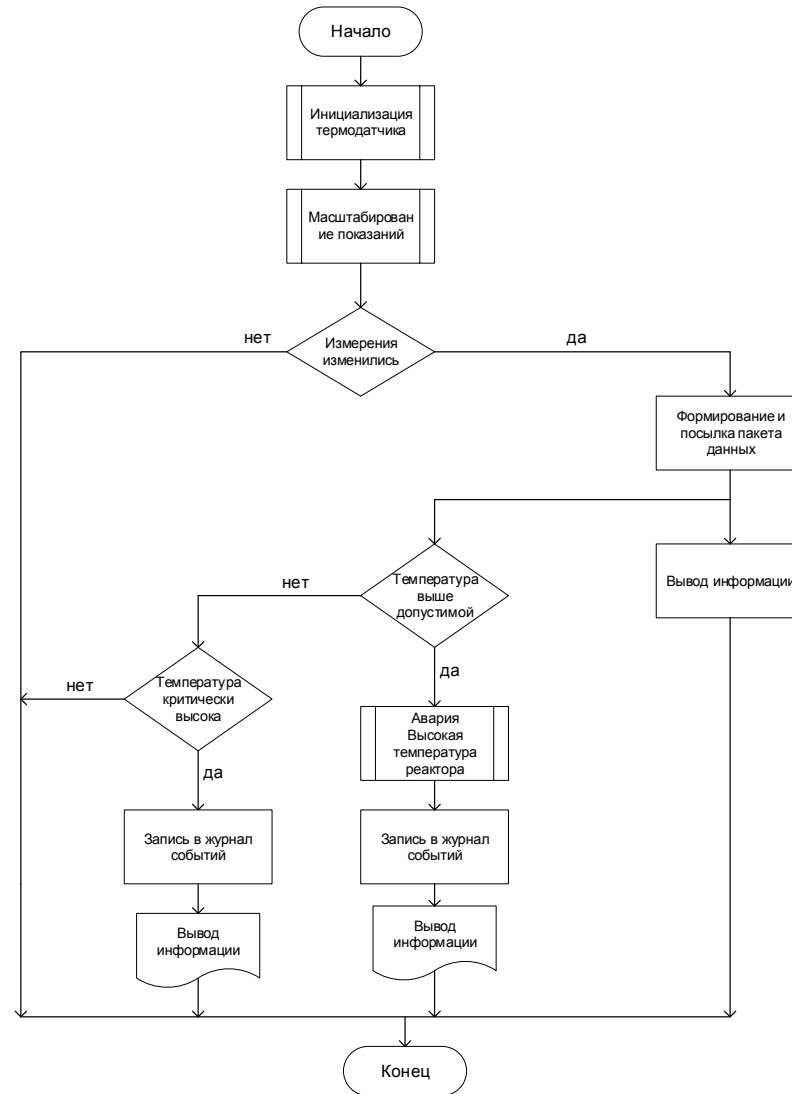 Начало
Инициализация
термодатчика
Масштабирован
ие показаний
нет
да
Измерения
изменились
Формирование и
посылка пакета
данных
нет
Температура
выше
допустимой
Вывод информации
нет
Температура
критически
высока
да
Авария
Высокая
температура
реактора
да
Запись в журнал
событий
Запись в журнал
событий
Вывод
информации
Вывод
информации
Конец